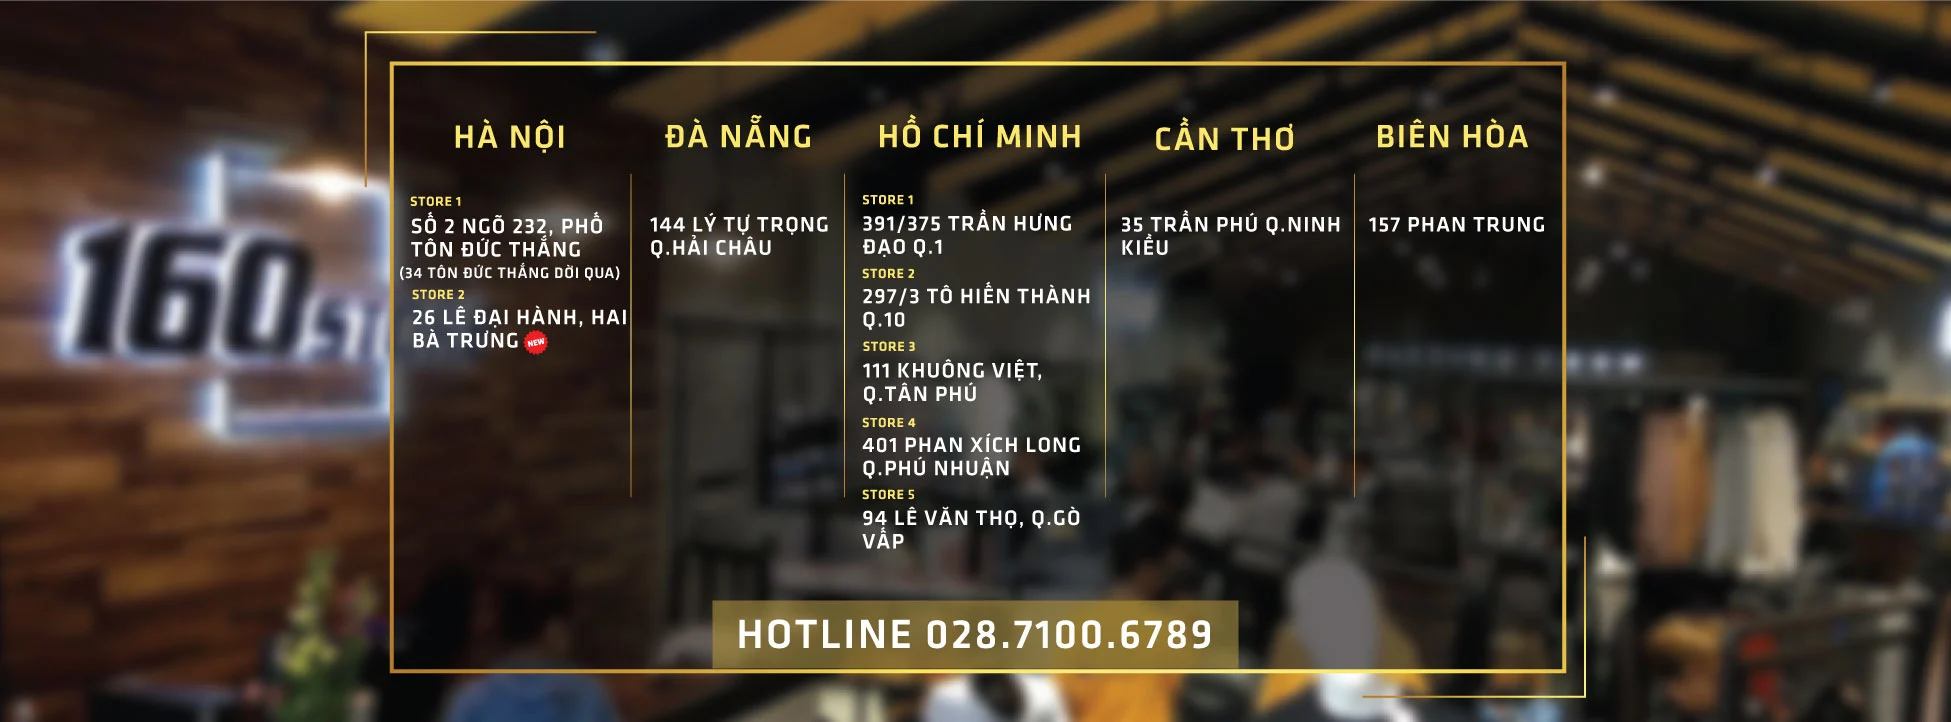 160ST
HÀ NỘI
STORE 1
SỐ 2 NGÕ 232, PHỐ
TÔN ĐỨC THẮNG
(34 TÔN ĐỨC THẮNG DỜI QUA)
STORE 2
26 LÊ ĐẠI HÀNH, HAI
BÀ TRƯNG NEW
ĐÀ NẴNG
144 LÝ TỰ TRỌNG
Q.HẢI CHÂU
HỒ CHÍ MINH
STORE 1
391/375 TRẦN HƯNG
ĐẠO Q.1
STORE 2
297/3 TÔ HIẾN THÀNH
Q.10
STORE 3
111 KHUÔNG VIỆT,
Q.TÂN PHÚ
STORE 4
401 PHAN XÍCH LONG
Q.PHÚ NHUẬN
STORE 5
94 LÊ VĂN THỌ, Q.GÒ
VẤP
CẦN THƠ
35 TRẦN PHÚ Q.NINH
KIỀU
BIÊN HÒA
157 PHAN TRUNG
HOTLINE 028.7100.6789